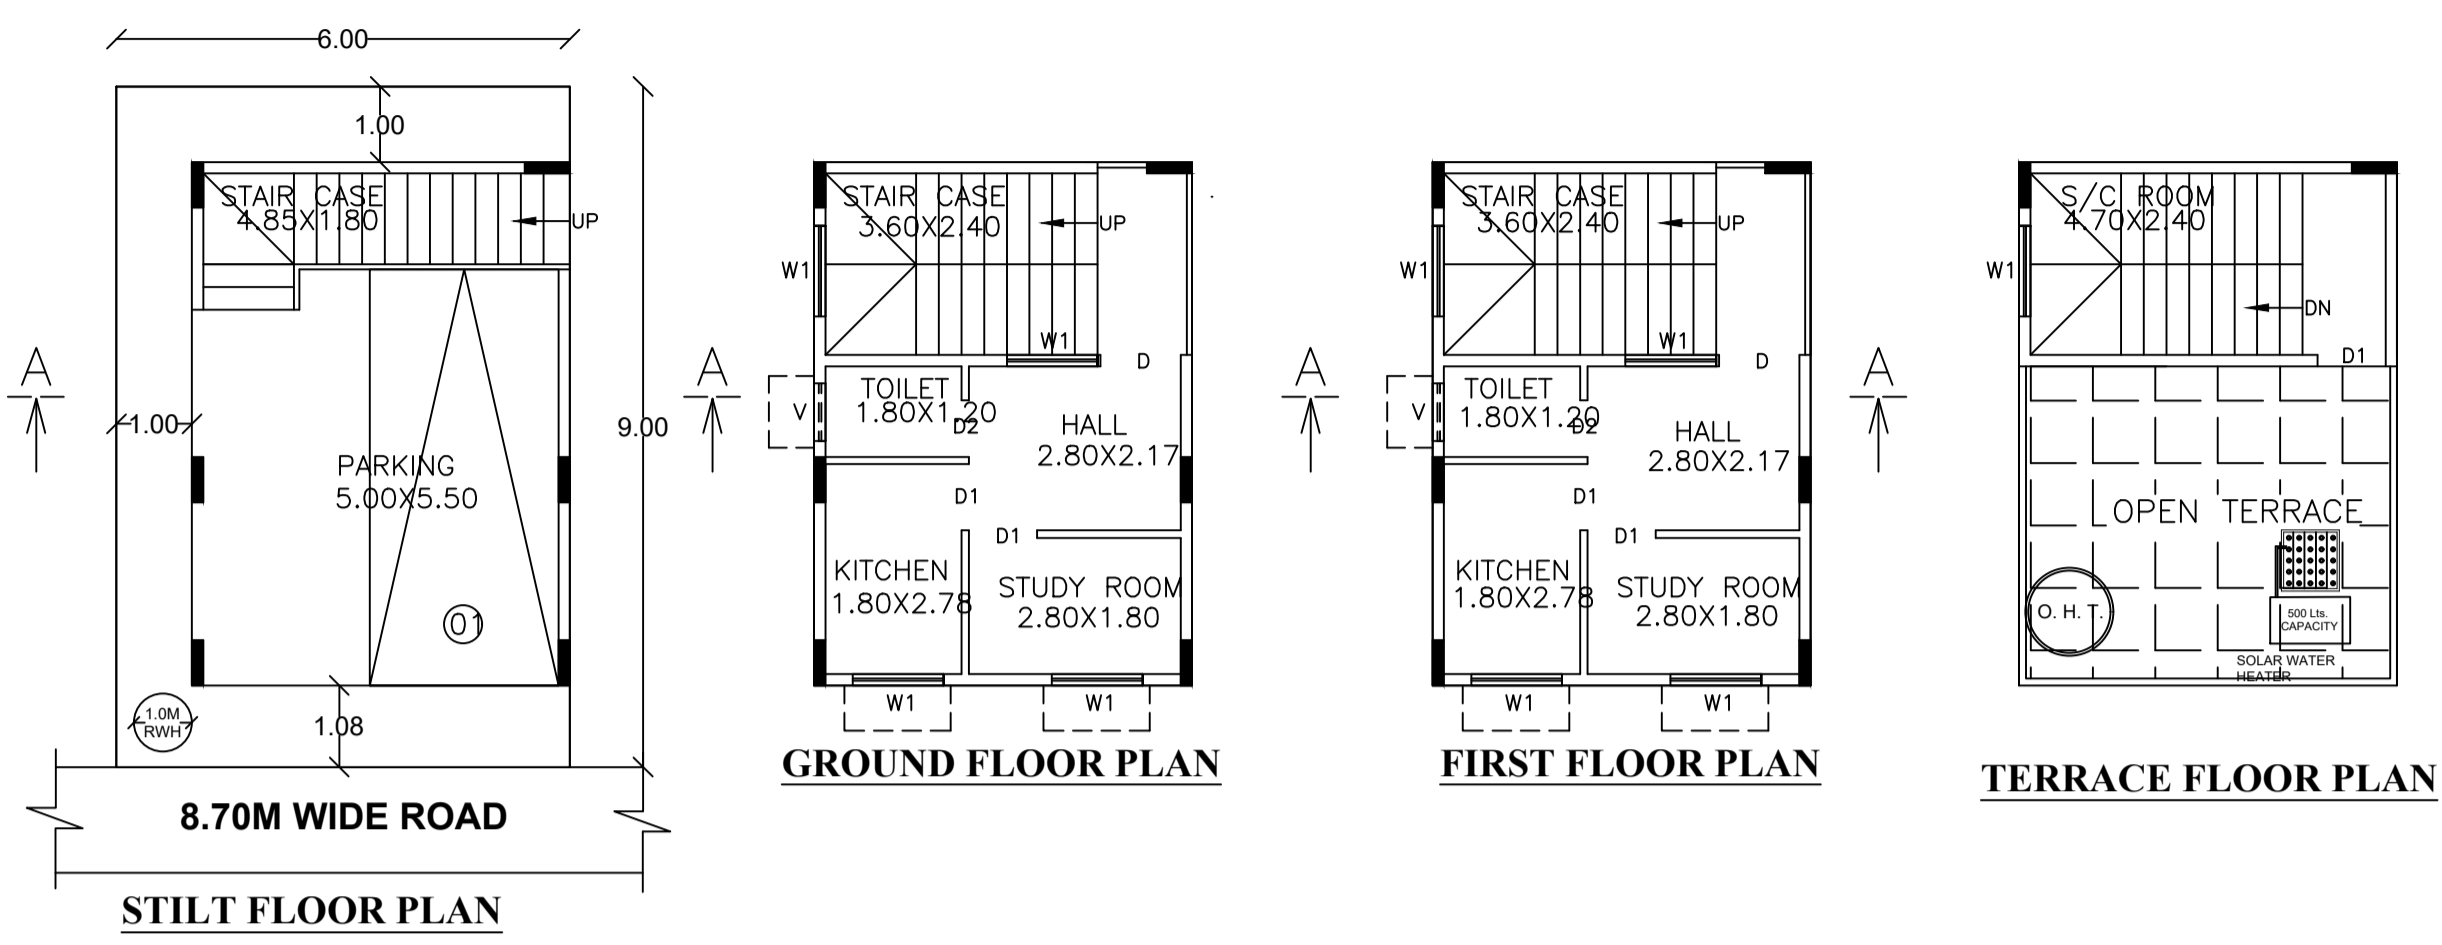 6.00
1.00
STAIR CASE
4.85X1.80
UP
A
1.00
9.00
PARKING
5.00X5.50
01
1.0M
RWH
1.08
8.70M WIDE ROAD
STILT FLOOR PLAN
STAIR CASE
3.60X2.40
UP
W1
W1
D
A
V
TOILET
1.80X1.20
D2
HALL
2.80X2.17
D1
D1
KITCHEN
1.80X2.78
STUDY ROOM
2.80X1.80
W1
W1
GROUND FLOOR PLAN
STAIR CASE
3.60X2.40
UP
W1
W1
D
A
V
TOILET
1.80X1.20
D2
HALL
2.80X2.17
D1
D1
KITCHEN
1.80X2.78
STUDY ROOM
2.80X1.80
W1
W1
A
FIRST FLOOR PLAN
S/C ROOM
4.70X2.40
W1
DN
D1
OPEN TERRACE
O. H. T.
500 Lts.
CAPACITY
SOLAR WATER
HEATER
TERRACE FLOOR PLAN